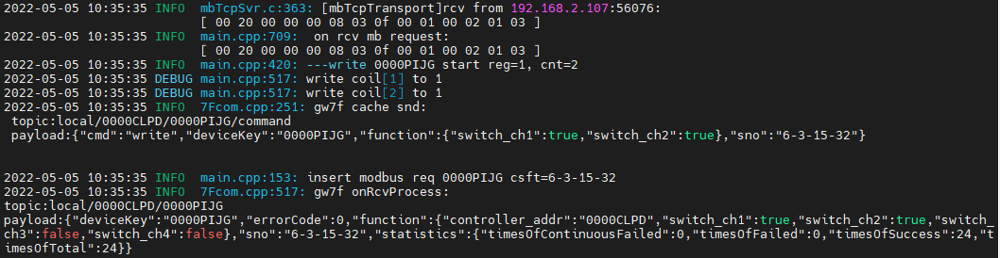 2022-05-05 10:35:35 INFO  mbTcpSvr.c:363: [mbTcpTransport]rcv from 192.168.2.107:56076:
[ 00 20 00 00 00 08 03 0f 00 01 00 02 01 03 ]
2022-05-05 10:35:35 INFO  main.cpp:709:  on rcv mb request:
[ 00 20 00 00 00 08 03 0f 00 01 00 02 01 03 ]
2022-05-05 10:35:35 INFO  main.cpp:420: ---write 0000PIJG start reg=1, cnt=2
2022-05-05 10:35:35 DEBUG main.cpp:517: write coil[1] to 1
2022-05-05 10:35:35 DEBUG main.cpp:517: write coil[2] to 1
2022-05-05 10:35:35 INFO  7Fcom.cpp:251: gw7f cache snd:
topic:local/0000CLPD/0000PIJG/command
payload:{"cmd":"write","deviceKey":"0000PIJG","function":{"switch_ch1":true,"switch_ch2":true},"sno":"6-3-15-32"}
2022-05-05 10:35:35 INFO  main.cpp:153: insert modbus req 0000PIJG csft=6-3-15-32
2022-05-05 10:35:35 INFO  7Fcom.cpp:517: gw7f onRcvProcess:
topic:local/0000CLPD/0000PIJG
payload:{"deviceKey":"0000PIJG","errorCode":0,"function":{"controller_addr":"0000CLPD","switch_ch1":true,"switch_ch2":true,"switch_
ch3":false,"switch_ch4":false},"sno":"6-3-15-32","statistics":{"timesOfContinuousFailed":0,"timesOfFailed":0,"timesOfSuccess":24,"t
imesOfTotal":24}}